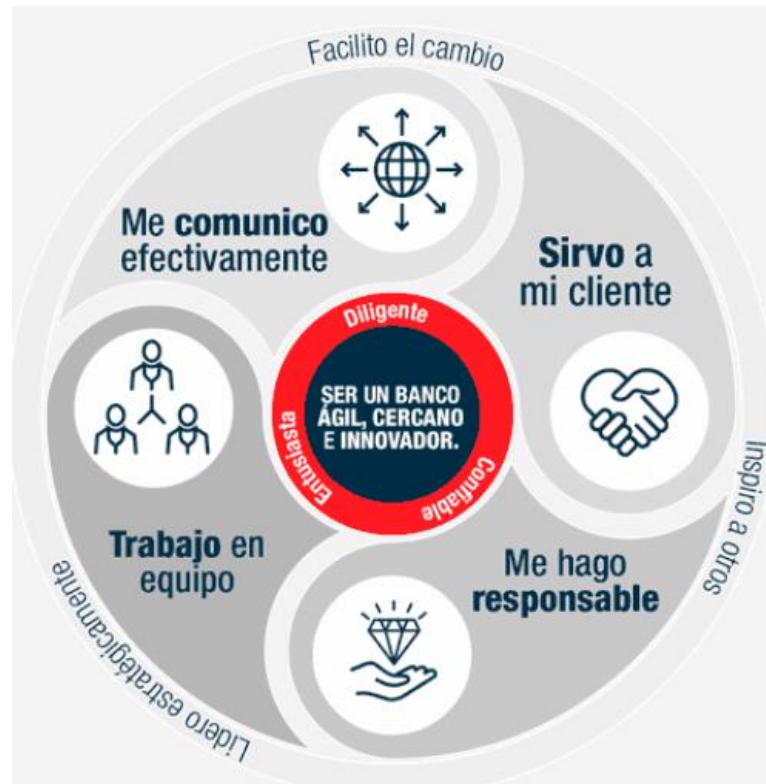 Facilito el cambio
Me comunico
efectivamente
Sirvo a
mi cliente
Diligente
SER UN BANCO
ÁGIL, CERCANO
E INNOVADOR.
Entusiasta
Confiable
Inspiro a otros
Trabajo en
equipo
Me hago
responsable
Lidero estratégicamente